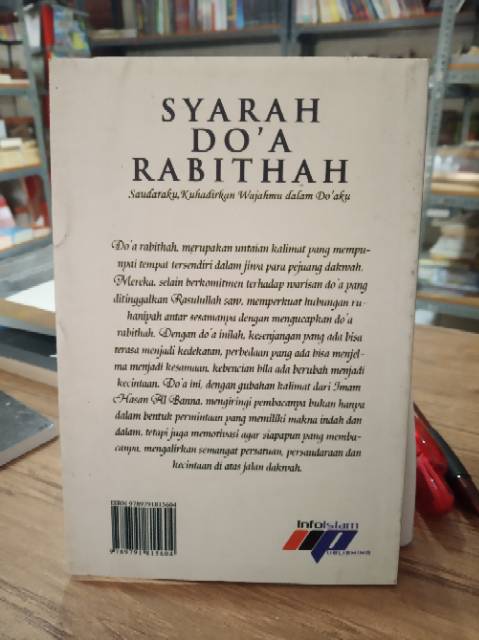 SYARAH
DO'A
RABITHAH
Saudaraku, Kuhadirkan Wajahmu dalam Do'aku
Do'a rabithah, merupakan untaian kalimat yang mempu-
nyai tempat tersendiri dalam jiwa para pejuang dakwah.
Mereka, selain berkomitmen terhadap warisan do'a yang
ditinggalkan Rasulullah saw, memperkuat hubungan ru-
haniyah antar sesamanya dengan mengucapkan do'a
rabithah. Dengan do'a inilah, kesenjangan yang ada bisa
terasa menjadi kedekatan, perbedaan yang ada bisa menjel-
ma menjadi kesamaan, kebencian bila ada berubah menjadi
kecintaan. Do'a ini, dengan gubahan kalimat dari Imam
Hasan Al Banna, mengiringi pembacanya bukan hanya
dalam bentuk permintaan yang memiliki makna indah dan
dalam, tetapi juga memotivasi agar siapapun yang memba-
canya, mengalirkan semangat persatuan, persaudaraan dan
kecintaan di atas jalan dakwah.
ISBN 9789791815604
9789791815604
InfoIslam
PUBLISHING